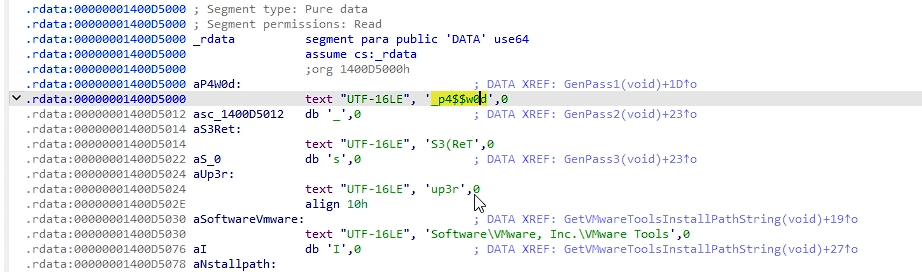 .rdata:00000001400D5000 ; Segment type: Pure data
.rdata:00000001400D5000 ; Segment permissions: Read
.rdata:00000001400D5000 _rdata segment para public 'DATA' use64
.rdata:00000001400D5000 assume cs:_rdata
.rdata:00000001400D5000 ;org 1400D5000h
.rdata:00000001400D5000 aP4W0d: ; DATA XREF: GenPass1(void)+1D↑o
.rdata:00000001400D5000 text "UTF-16LE", '_p4$$w0d',0
.rdata:00000001400D5012 asc_1400D5012 db '_',0 ; DATA XREF: GenPass2(void)+23↑o
.rdata:00000001400D5014 aS3Ret:
.rdata:00000001400D5014 text "UTF-16LE", 'S3(ReT',0
.rdata:00000001400D5022 aS_0 db 's',0 ; DATA XREF: GenPass3(void)+23↑o
.rdata:00000001400D5024 aUp3r:
.rdata:00000001400D5024 text "UTF-16LE", 'up3r',0
.rdata:00000001400D502E align 10h
.rdata:00000001400D5030 aSoftwareVmware: ; DATA XREF: GetVMwareToolsInstallPathString(void)+19↑o
.rdata:00000001400D5030 text "UTF-16LE", 'Software\VMware, Inc.\VMware Tools',0
.rdata:00000001400D5076 aI db 'I',0 ; DATA XREF: GetVMwareToolsInstallPathString(void)+27↑o
.rdata:00000001400D5078 aNstallpath: